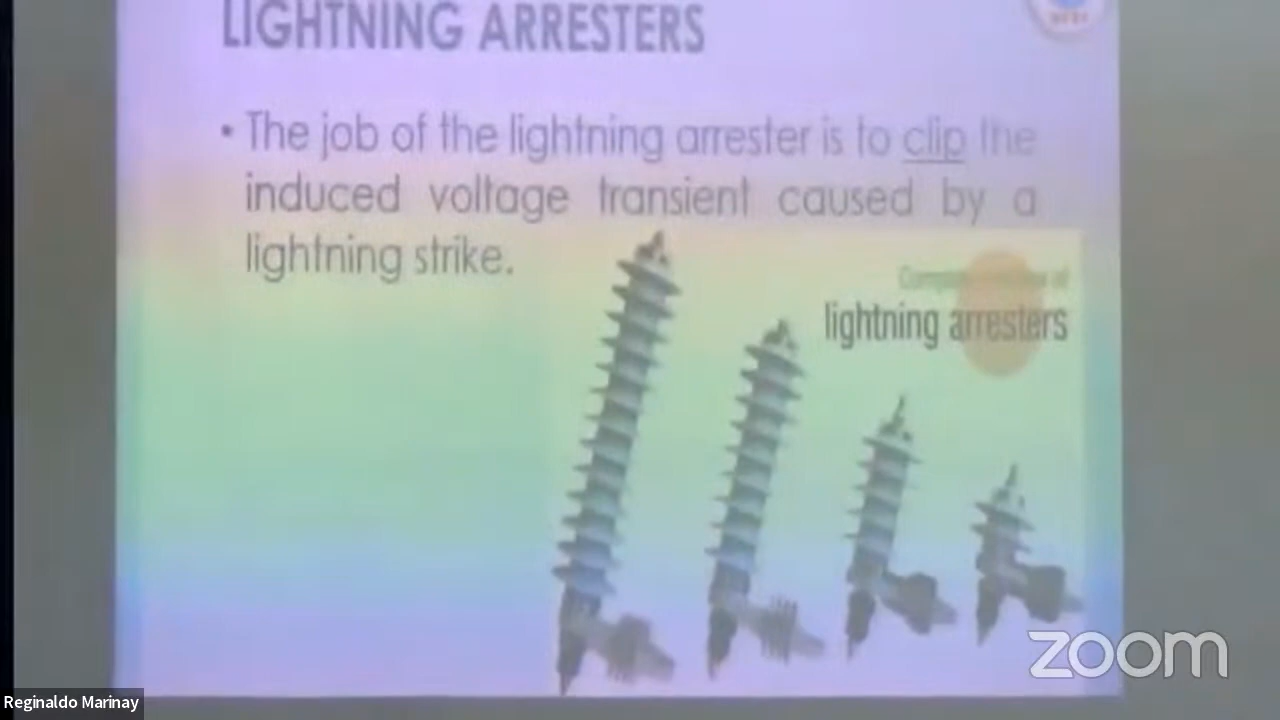 LIGHTNING ARRESTERS
• The job of the lightning arrester is to clip the
induced voltage transient caused by a
lightning strike.
of
lightning arresters
zoom
Reginaldo Marinay